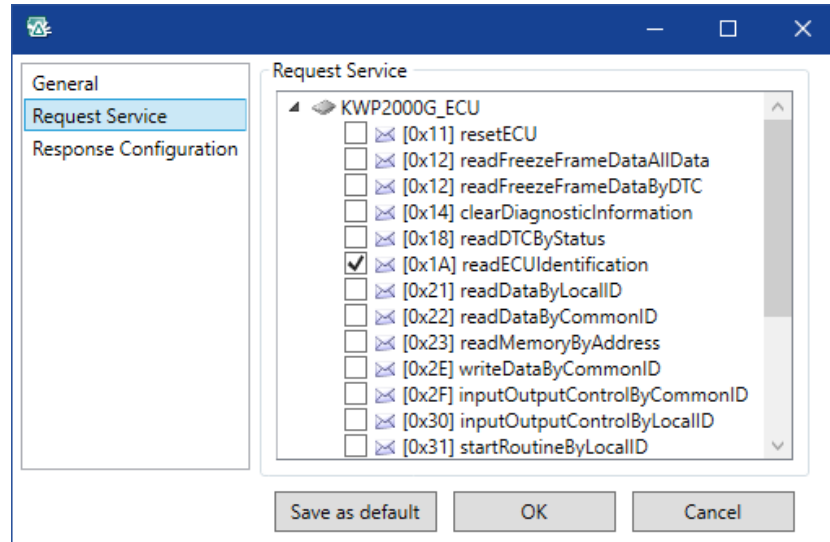 General
Request Service
Response Configuration
Request Service
KWP2000G_ECU
[0x11] resetECU
[0x12] readFreezeFrameDataAllData
[0x12] readFreezeFrameDataByDTC
[0x14] clearDiagnosticInformation
[0x18] readDTCByStatus
[0x1A] readECUIdentification
[0x21] readDataByLocalID
[0x22] readDataByCommonID
[0x23] readMemoryByAddress
[0x2E] writeDataByCommonID
[0x2F] inputOutputControlByCommonID
[0x30] inputOutputControlByLocalID
[0x31] startRoutineByLocalID
Save as default
OK
Cancel